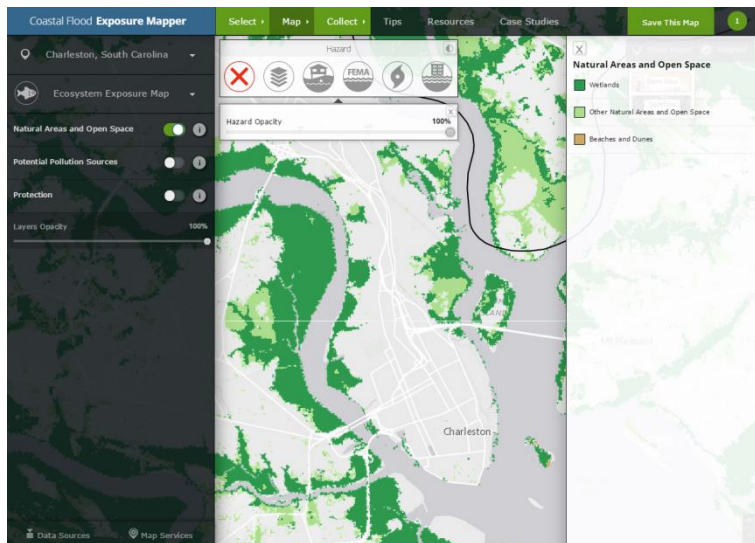 Coastal Flood Exposure Mapper
Select
Map
Collect
Tips
Resources
Case Studies
Save This Map
1
Charleston, South Carolina
Ecosystem Exposure Map
Natural Areas and Open Space
i
Potential Pollution Sources
i
Protection
i
Layers Opacity
100%
Data Sources
Map Services
Hazard
FEMA
X
Hazard Opacity
100%
Charleston
X
Natural Areas and Open Space
Wetlands
Other Natural Areas and Open Space
Beaches and Dunes
Mt Pleasant